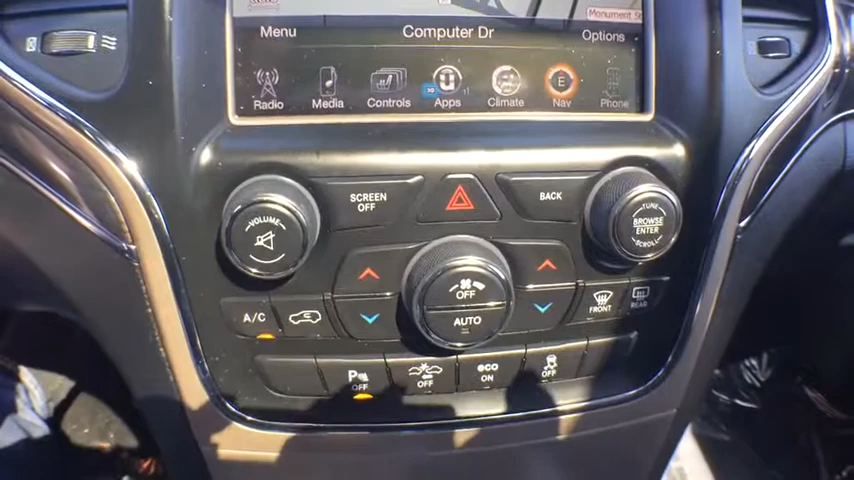 Monument St
Menu
Computer Dr
Options
E
Radio
Media
Controls
Apps
Climate
Nav
Phone
SCREEN
OFF
BACK
VOLUME
TUNE
BROWSE
ENTER
SCROLL
OFF
AUTO
A/C
FRONT
REAR
P
OFF
OFF
eco
ON
OFF